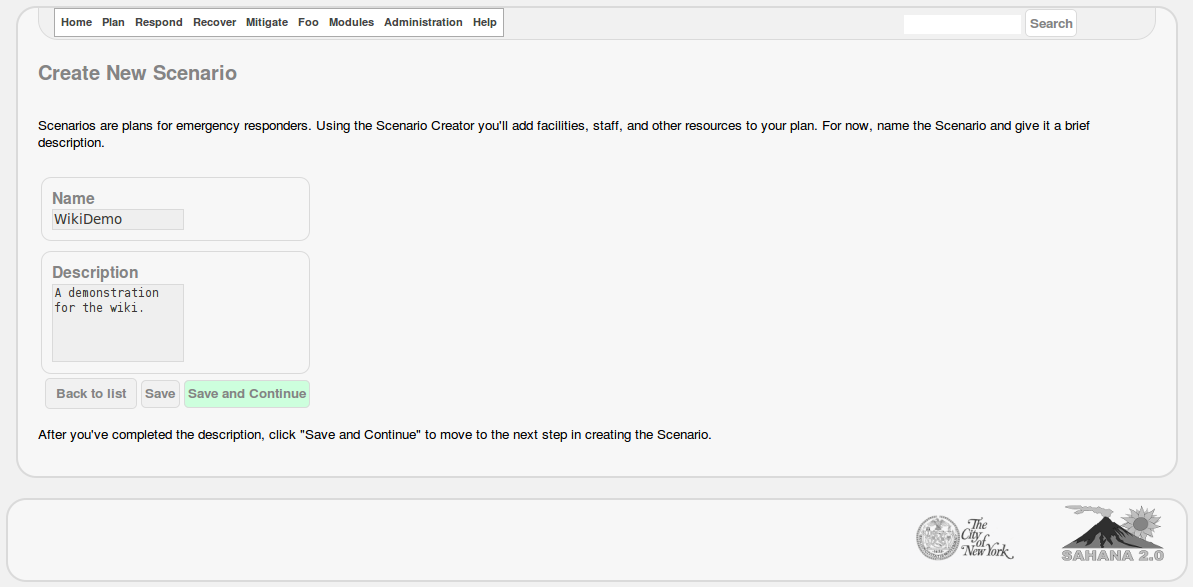 Home Plan Respond Recover Mitigate Foo Modules Administration Help
Search
Create New Scenario
Scenarios are plans for emergency responders. Using the Scenario Creator you'll add facilities, staff, and other resources to your plan. For now, name the Scenario and give it a brief
description.
Name
WikiDemo
Description
A demonstration
for the wiki.
Back to list Save Save and Continue
After you've completed the description, click "Save and Continue" to move to the next step in creating the Scenario.
The
City
of
New York
SAHANA 2.0